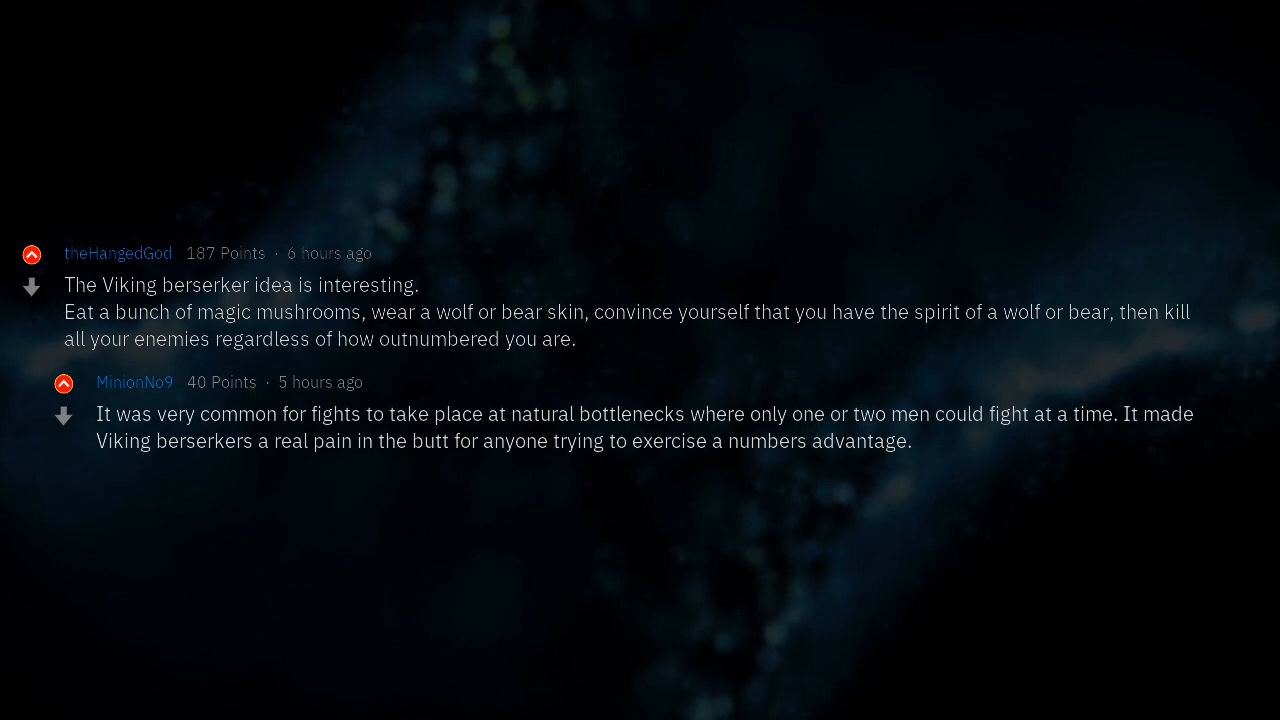 theHangedGod 187 Points · 6 hours ago
The Viking berserker idea is interesting.
Eat a bunch of magic mushrooms, wear a wolf or bear skin, convince yourself that you have the spirit of a wolf or bear, then kill
all your enemies regardless of how outnumbered you are.
MinionNo9 40 Points · 5 hours ago
It was very common for fights to take place at natural bottlenecks where only one or two men could fight at a time. It made
Viking berserkers a real pain in the butt for anyone trying to exercise a numbers advantage.